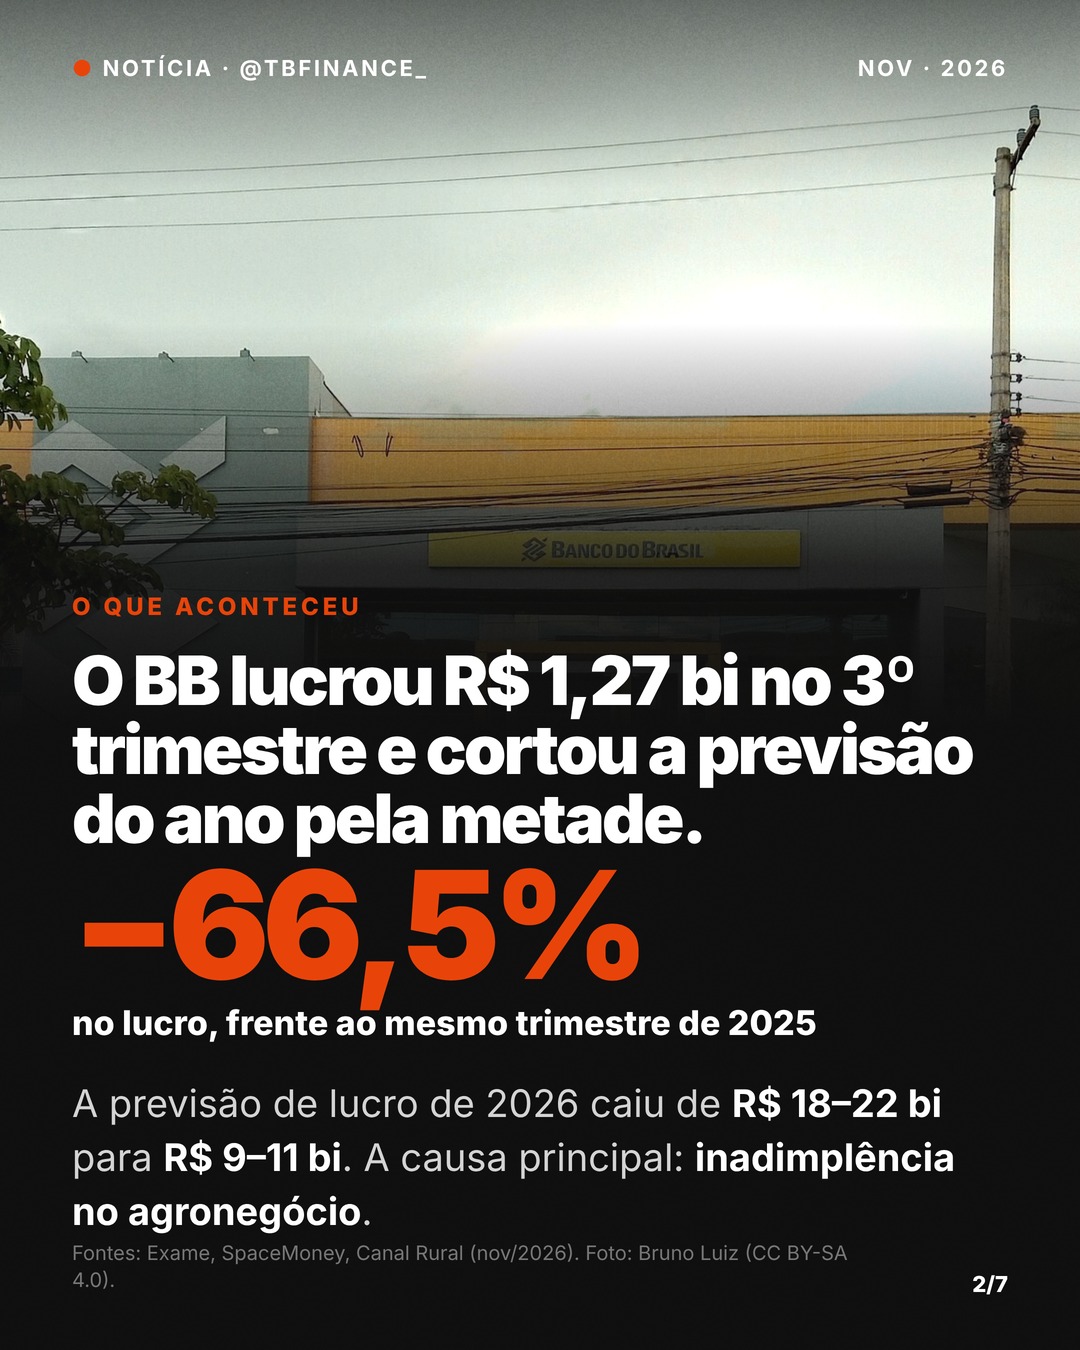 NOTÍCIA · @TBFINANCE_
NOV · 2026
BANCO DO BRASIL
O QUE ACONTECEU
O BB lucrou R$ 1,27 bi no 3º
trimestre e cortou a previsão
do ano pela metade.
−66,5%
no lucro, frente ao mesmo trimestre de 2025
A previsão de lucro de 2026 caiu de R$ 18–22 bi
para R$ 9–11 bi. A causa principal: inadimplência
no agronegócio.
Fontes: Exame, SpaceMoney, Canal Rural (nov/2026). Foto: Bruno Luiz (CC BY-SA
4.0).
2/7